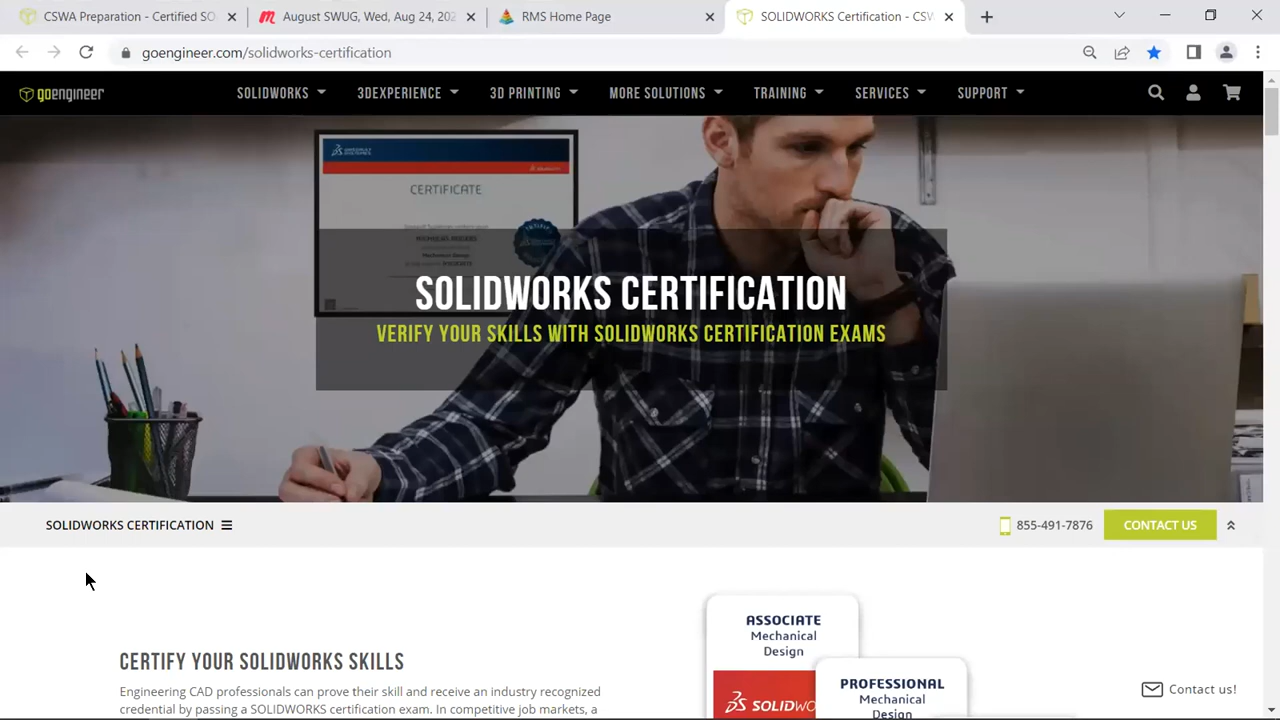 CSWA Preparation - Certified SO
August SWUG, Wed, Aug 24, 202
RMS Home Page
SOLIDWORKS Certification - CSW
goengineer.com/solidworks-certification
goengineer
SOLIDWORKS
3DEXPERIENCE
3D PRINTING
MORE SOLUTIONS
TRAINING
SERVICES
SUPPORT
CERTIFICATE
SOLIDWORKS CERTIFICATION
VERIFY YOUR SKILLS WITH SOLIDWORKS CERTIFICATION EXAMS
SOLIDWORKS CERTIFICATION
855-491-7876
CONTACT US
CERTIFY YOUR SOLIDWORKS SKILLS
Engineering CAD professionals can prove their skill and receive an industry recognized
credential by passing a SOLIDWORKS certification exam. In competitive job markets, a
ASSOCIATE
Mechanical
Design
SOLIDWO
PROFESSIONAL
Mechanical
Design
Contact us!